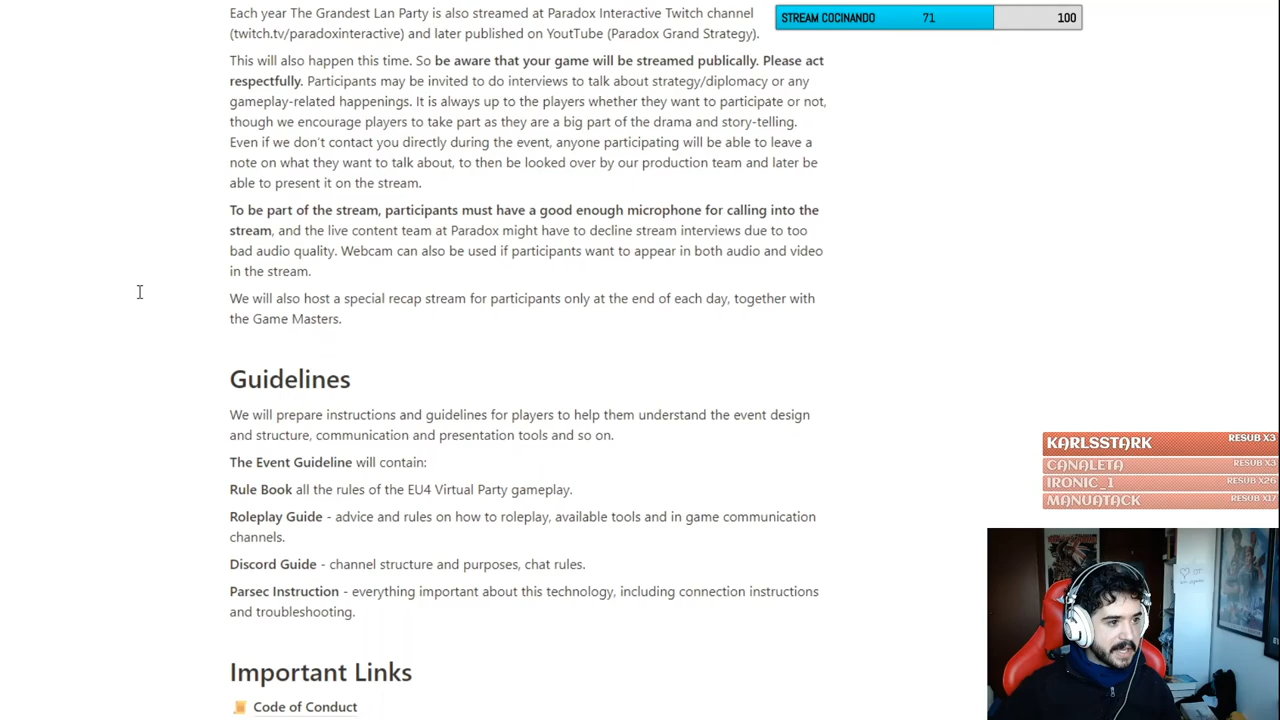 Each year The Grandest Lan Party is also streamed at Paradox Interactive Twitch channel
(twitch.tv/paradoxinteractive) and later published on YoutTube (Paradox Grand Strategy).
This will also happen this time. So be aware that your game will be streamed publically. Please act
respectfully. Participants may be invited to do interviews to talk about strategy/diplomacy or any
gameplay-related happenings. It is always up to the players whether they want to participate or not,
though we encourage players to take part as they are a big part of the drama and story-telling.
Even if we don't contact you directly during the event, anyone participating will be able to leave a
note on what they want to talk about, to then be looked over by our production team and later be
able to present it on the stream.
To be part of the stream, participants must have a good enough microphone for calling into the
stream, and the live content team at Paradox might have to decline stream interviews due to too
bad audio quality. Webcam can also be used if participants want to appear in both audio and video
in the stream.
We will also host a special recap stream for participants only at the end of each day, together with
the Game Masters.
Guidelines
We will prepare instructions and guidelines for players to help them understand the event design
and structure, communication and presentation tools and so on.
The Event Guideline will contain:
Rule Book all the rules of the EU4 Virtual Party gameplay.
Roleplay Guide - advice and rules on how to roleplay, available tools and in game communication
channels.
Discord Guide - channel structure and purposes, chat rules.
Parsec Instruction - everything important about this technology, including connection instructions
and troubleshooting.
Important Links
Code of Conduct
STREAM COCINANDO 71 100
KARLSSTARK RESUB X3
CANALETA RESUB X3
IRONIC_1 RESUB X26
MANUATACK RESUB X17